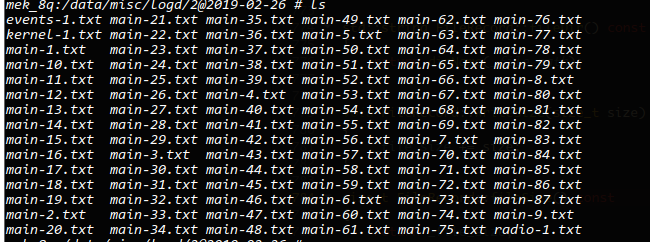 mek_8q:/data/misc/logd/2@2019-02-26 # ls
events-1.txt main-21.txt main-35.txt main-49.txt main-62.txt main-76.txt
kernel-1.txt main-22.txt main-36.txt main-5.txt main-63.txt main-77.txt
main-1.txt main-23.txt main-37.txt main-50.txt main-64.txt main-78.txt
main-10.txt main-24.txt main-38.txt main-51.txt main-65.txt main-79.txt
main-11.txt main-25.txt main-39.txt main-52.txt main-66.txt main-8.txt
main-12.txt main-26.txt main-4.txt main-53.txt main-67.txt main-80.txt
main-13.txt main-27.txt main-40.txt main-54.txt main-68.txt main-81.txt
main-14.txt main-28.txt main-41.txt main-55.txt main-69.txt main-82.txt
main-15.txt main-29.txt main-42.txt main-56.txt main-7.txt main-83.txt
main-16.txt main-3.txt main-43.txt main-57.txt main-70.txt main-84.txt
main-17.txt main-30.txt main-44.txt main-58.txt main-71.txt main-85.txt
main-18.txt main-31.txt main-45.txt main-59.txt main-72.txt main-86.txt
main-19.txt main-32.txt main-46.txt main-6.txt main-73.txt main-87.txt
main-2.txt main-33.txt main-47.txt main-60.txt main-74.txt main-9.txt
main-20.txt main-34.txt main-48.txt main-61.txt main-75.txt radio-1.txt